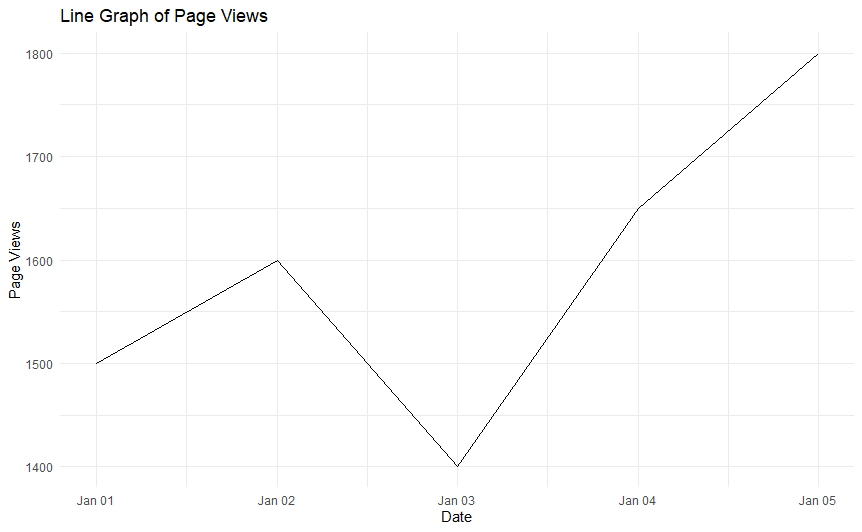 Line Graph of Page Views
1800
1700
1600
1500
1400
Page Views
Jan 01 Jan 02 Jan 03 Jan 04 Jan 05
Date